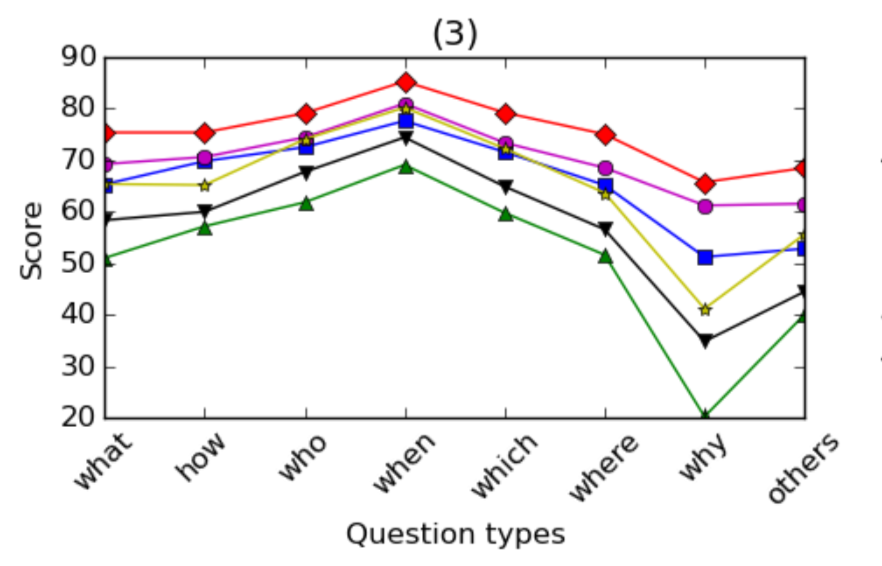 (3)
90
80
70
60
50
40
30
20
Score
what
how
who
when
which
where
why
others
Question types